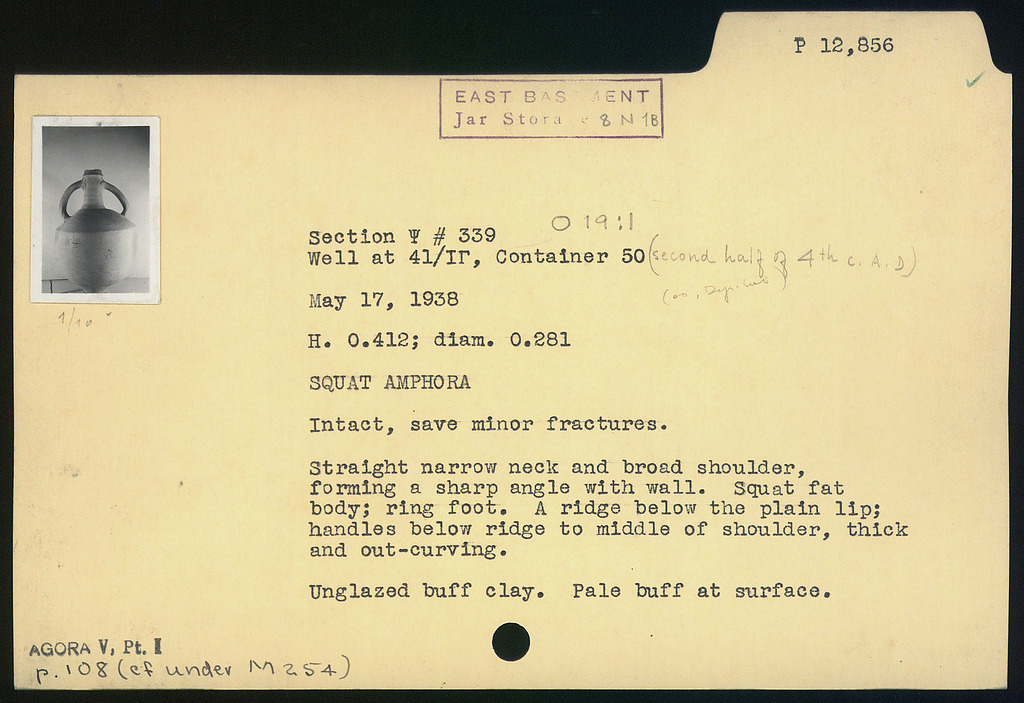 P 12,856
EAST BAS MENT
Jar Stora e 8 N 1B
O 19:1
Section Ψ # 339
Well at 41/ΙΓ, Container 50 (second half of 4th C. A. D)
May 17, 1938
1/10
H. 0.412; diam. 0.281
SQUAT AMPHORA
Intact, save minor fractures.
Straight narrow neck and broad shoulder,
forming a sharp angle with wall. Squat fat
body; ring foot. A ridge below the plain lip;
handles below ridge to middle of shoulder, thick
and out-curving.
Unglazed buff clay. Pale buff at surface.
AGORA V, Pt. I
p. 108 (cf under M 254)